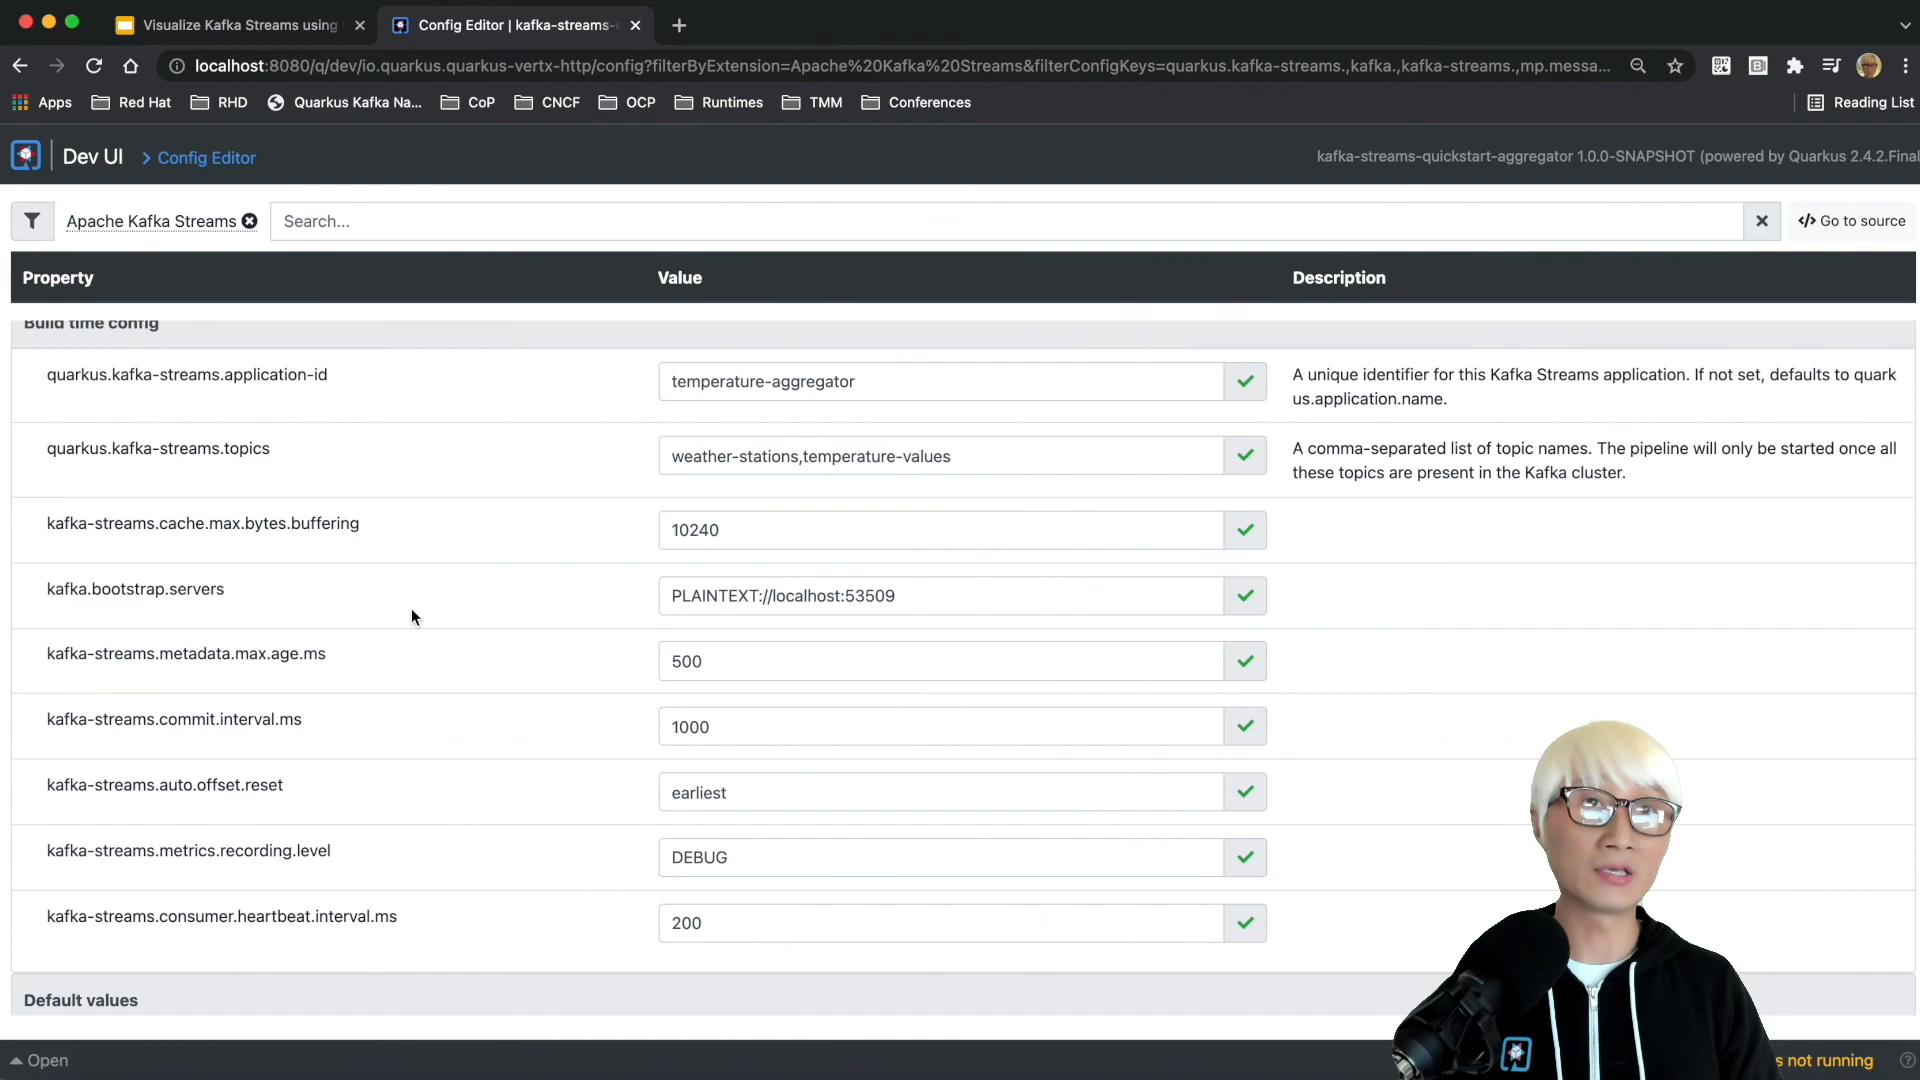 Visualize Kafka Streams using
Config Editor | kafka-streams-
localhost:8080/q/dev/io.quarkus.quarkus-vertx-http/config?filterByExtension=Apache%20Kafka%20Streams&filterConfigKeys=quarkus.kafka-streams.,kafka.,kafka-streams.,mp.messa...
Apps Red Hat RHD Quarkus Kafka Na... CoP CNCF OCP Runtimes TMM Conferences Reading List
Dev UI > Config Editor kafka-streams-quickstart-aggregator 1.0.0-SNAPSHOT (powered by Quarkus 2.4.2.Final
Apache Kafka Streams Search... </> Go to source
Property Value Description
Build time config
quarkus.kafka-streams.application-id temperature-aggregator A unique identifier for this Kafka Streams application. If not set, defaults to quark
us.application.name.
quarkus.kafka-streams.topics weather-stations,temperature-values A comma-separated list of topic names. The pipeline will only be started once all
these topics are present in the Kafka cluster.
kafka-streams.cache.max.bytes.buffering 10240
kafka.bootstrap.servers PLAINTEXT://localhost:53509
kafka-streams.metadata.max.age.ms 500
kafka-streams.commit.interval.ms 1000
kafka-streams.auto.offset.reset earliest
kafka-streams.metrics.recording.level DEBUG
kafka-streams.consumer.heartbeat.interval.ms 200
Default values
Open s not running